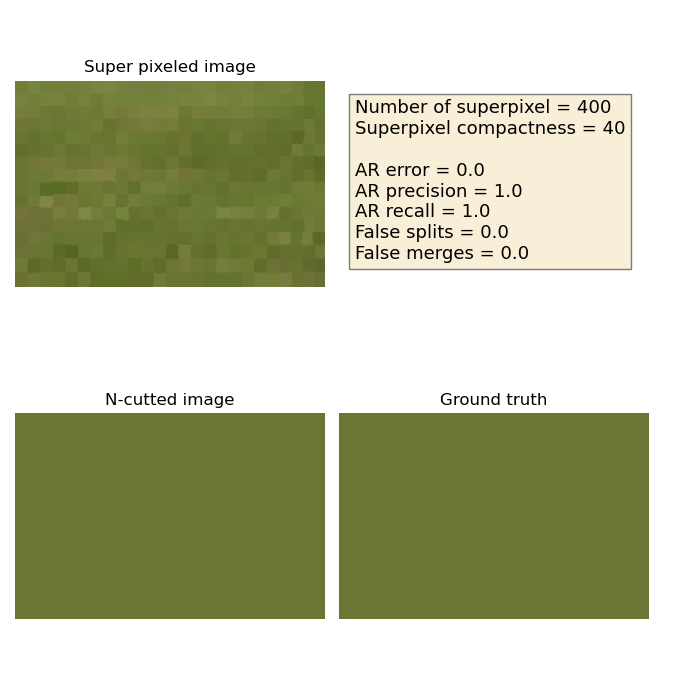 Super pixeled image
Number of superpixel = 400
Superpixel compactness = 40
AR error = 0.0
AR precision = 1.0
AR recall = 1.0
False splits = 0.0
False merges = 0.0
N-cutted image
Ground truth